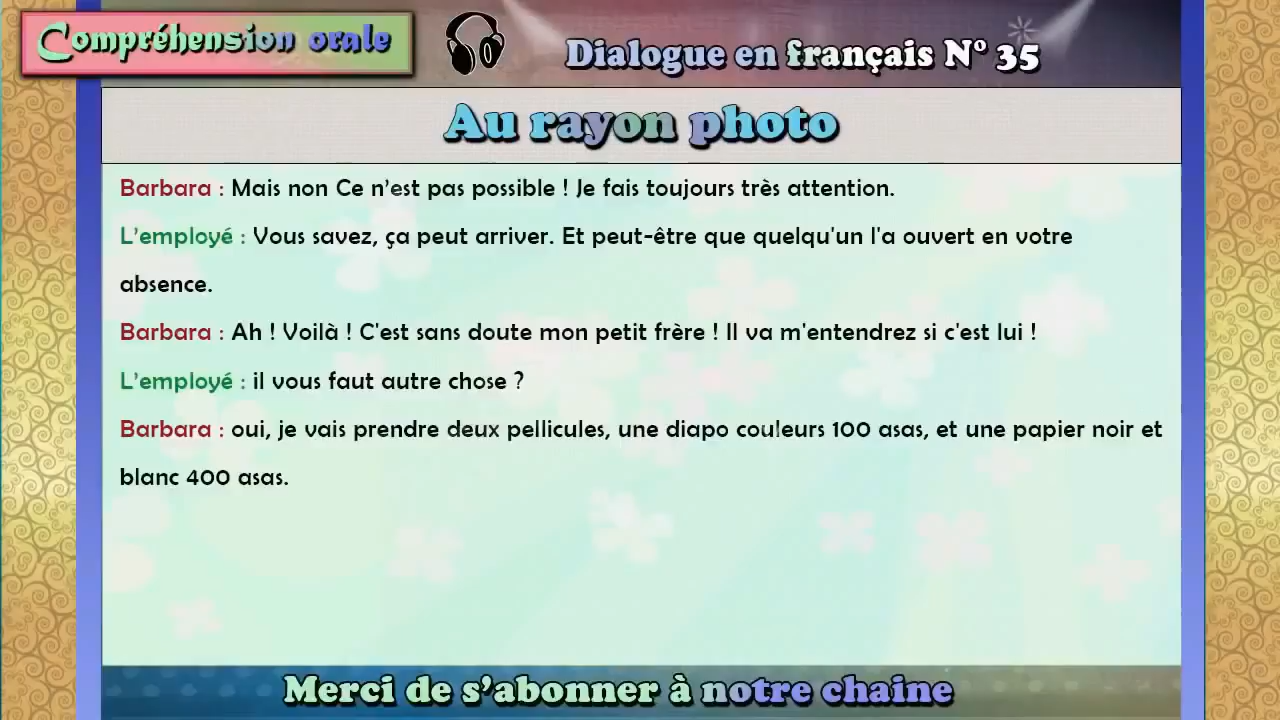 Compréhension orale
Dialogue en français N° 35
Au rayon photo
Barbara : Mais non Ce n'est pas possible ! Je fais toujours très attention.
L'employé : Vous savez, ça peut arriver. Et peut-être que quelqu'un l'a ouvert en votre
absence.
Barbara : Ah ! Voilà ! C'est sans doute mon petit frère ! Il va m'entendrez si c'est lui !
L'employé : il vous faut autre chose ?
Barbara : oui, je vais prendre deux pellicules, une diapo couleurs 100 asas, et une papier noir et
blanc 400 asas.
Merci de s'abonner à notre chaine